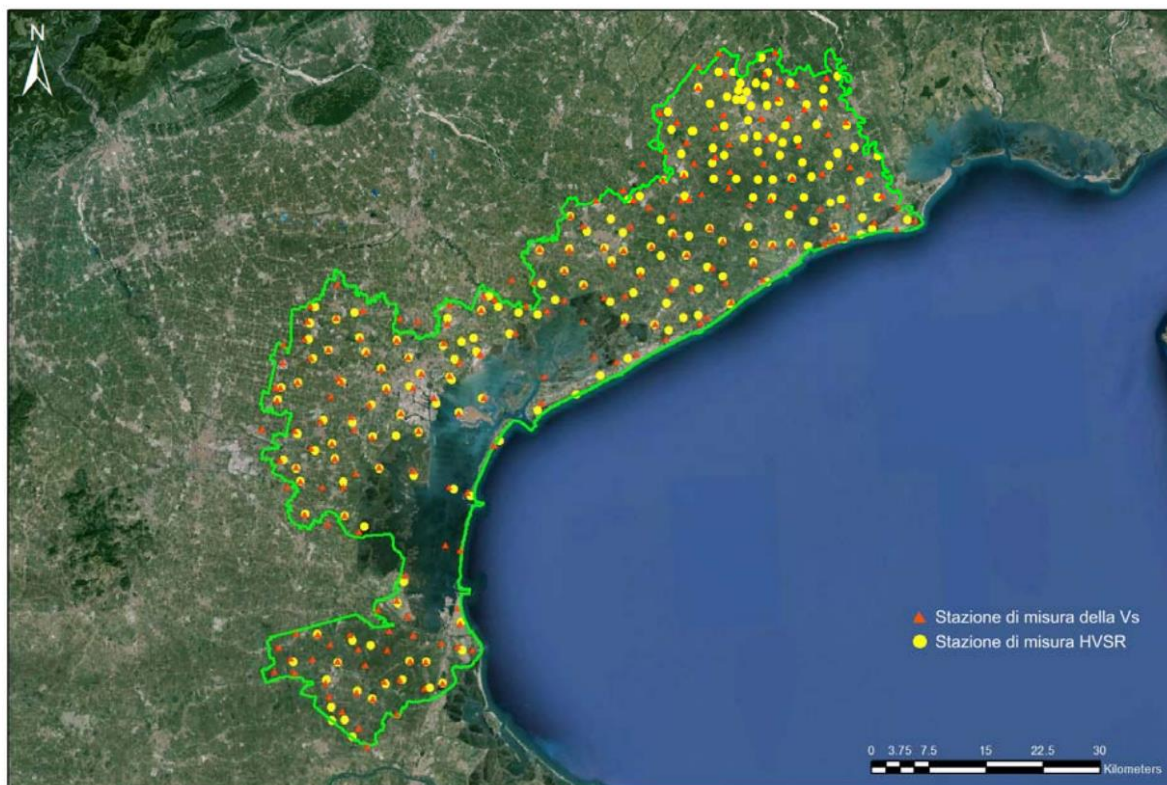 N
Stazione di misura della Vs
Stazione di misura HVSR
0 3.75 7.5 15 22.5 30
Kilometers